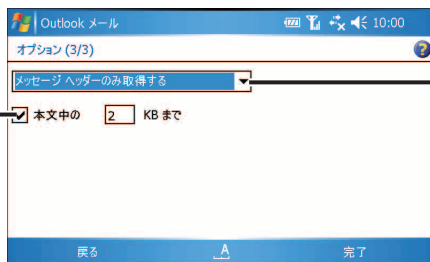 Outlook メール 10:00
オプション (3/3)
メッセージ ヘッダーのみ取得する
本文中の 2 KB まで
戻る A 完了